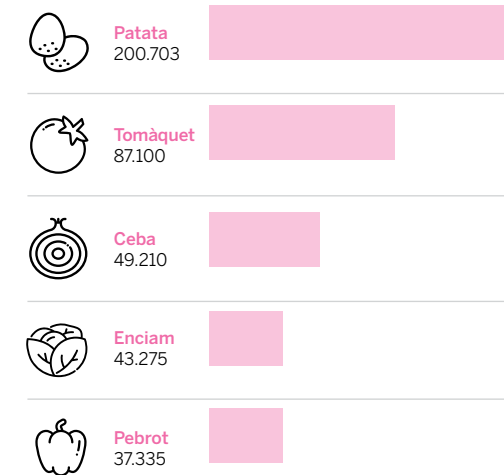 Patata
200.703
Tomàquet
87.100
Ceba
49.210
Enciam
43.275
Pebrot
37.335